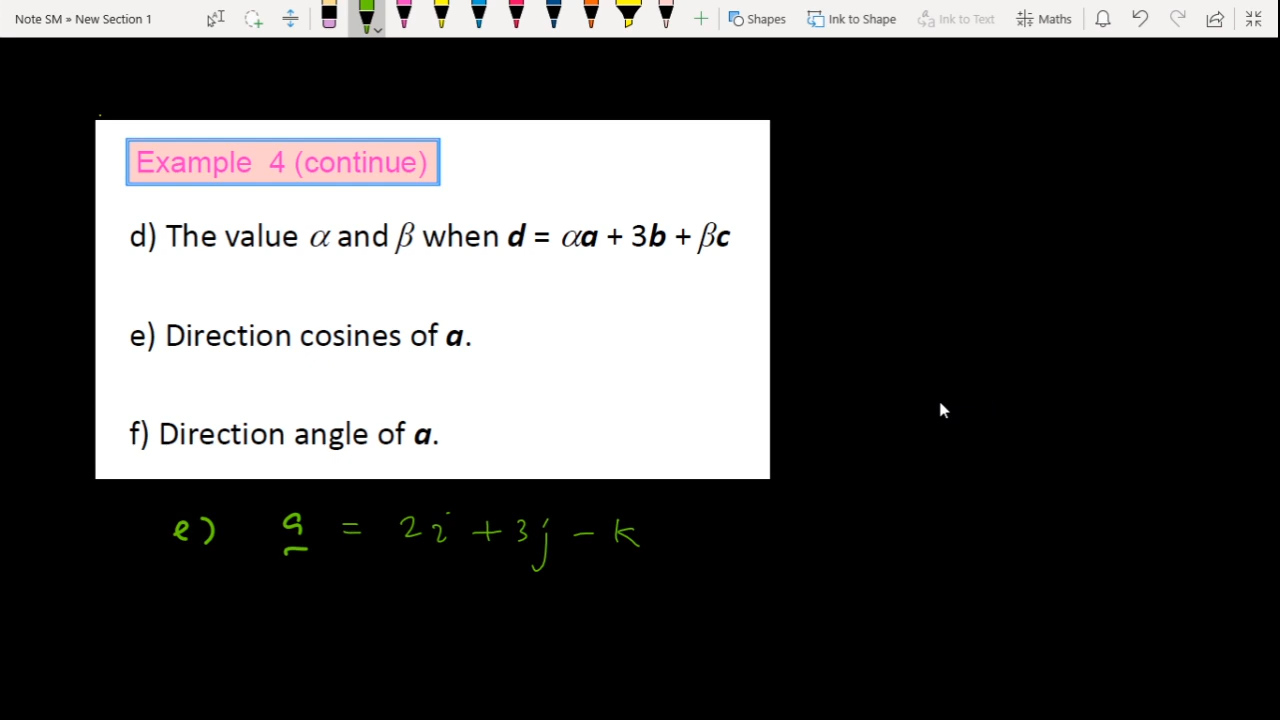 Note SM » New Section 1
Shapes
Ink to Shape
Ink to Text
Maths
Example 4 (continue)
d) The value α and β when d = αa + 3b + βc
e) Direction cosines of a.
f) Direction angle of a.
e) a = 2i + 3j - k